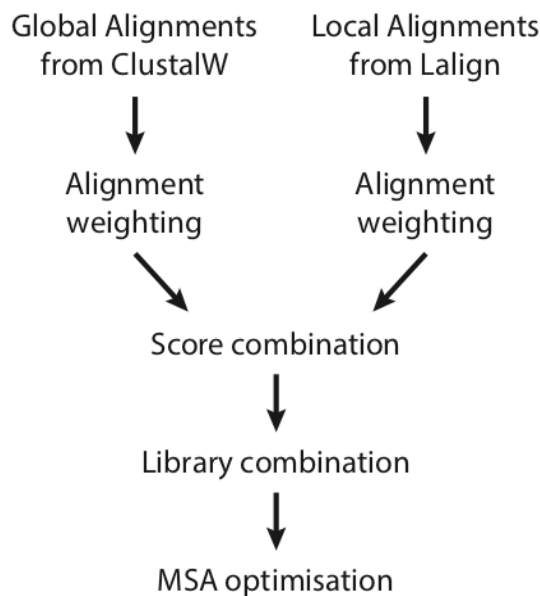 Global Alignments
from ClustalW
Local Alignments
from Lalign
Alignment
weighting
Alignment
weighting
Score combination
Library combination
MSA optimisation